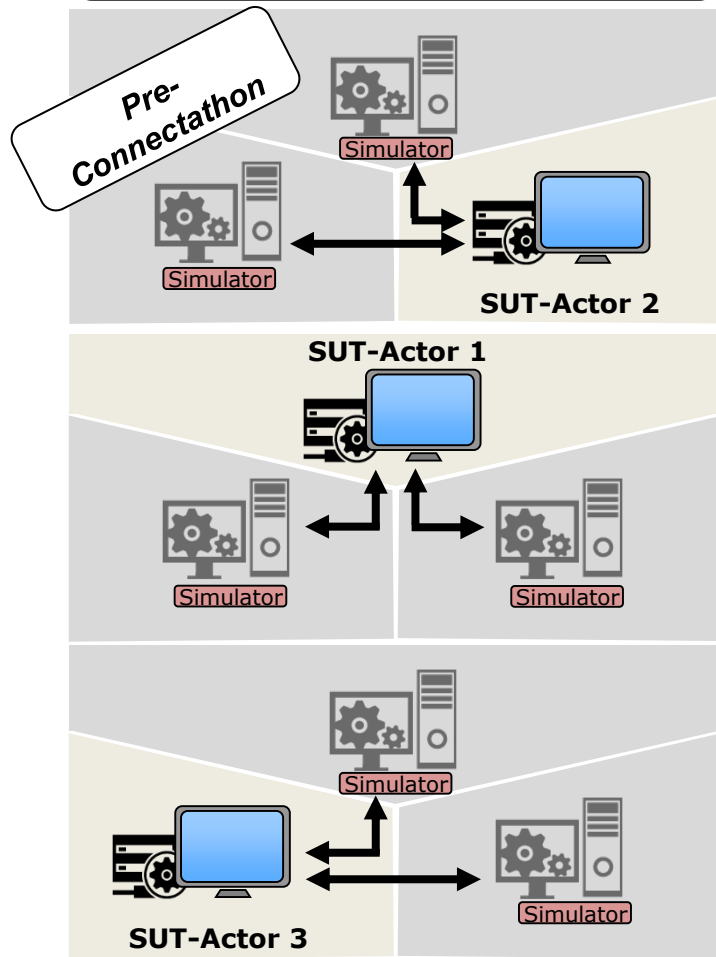 Pre-
Connectathon
Simulator
Simulator
SUT-Actor 2
SUT-Actor 1
Simulator
Simulator
Simulator
Simulator
SUT-Actor 3